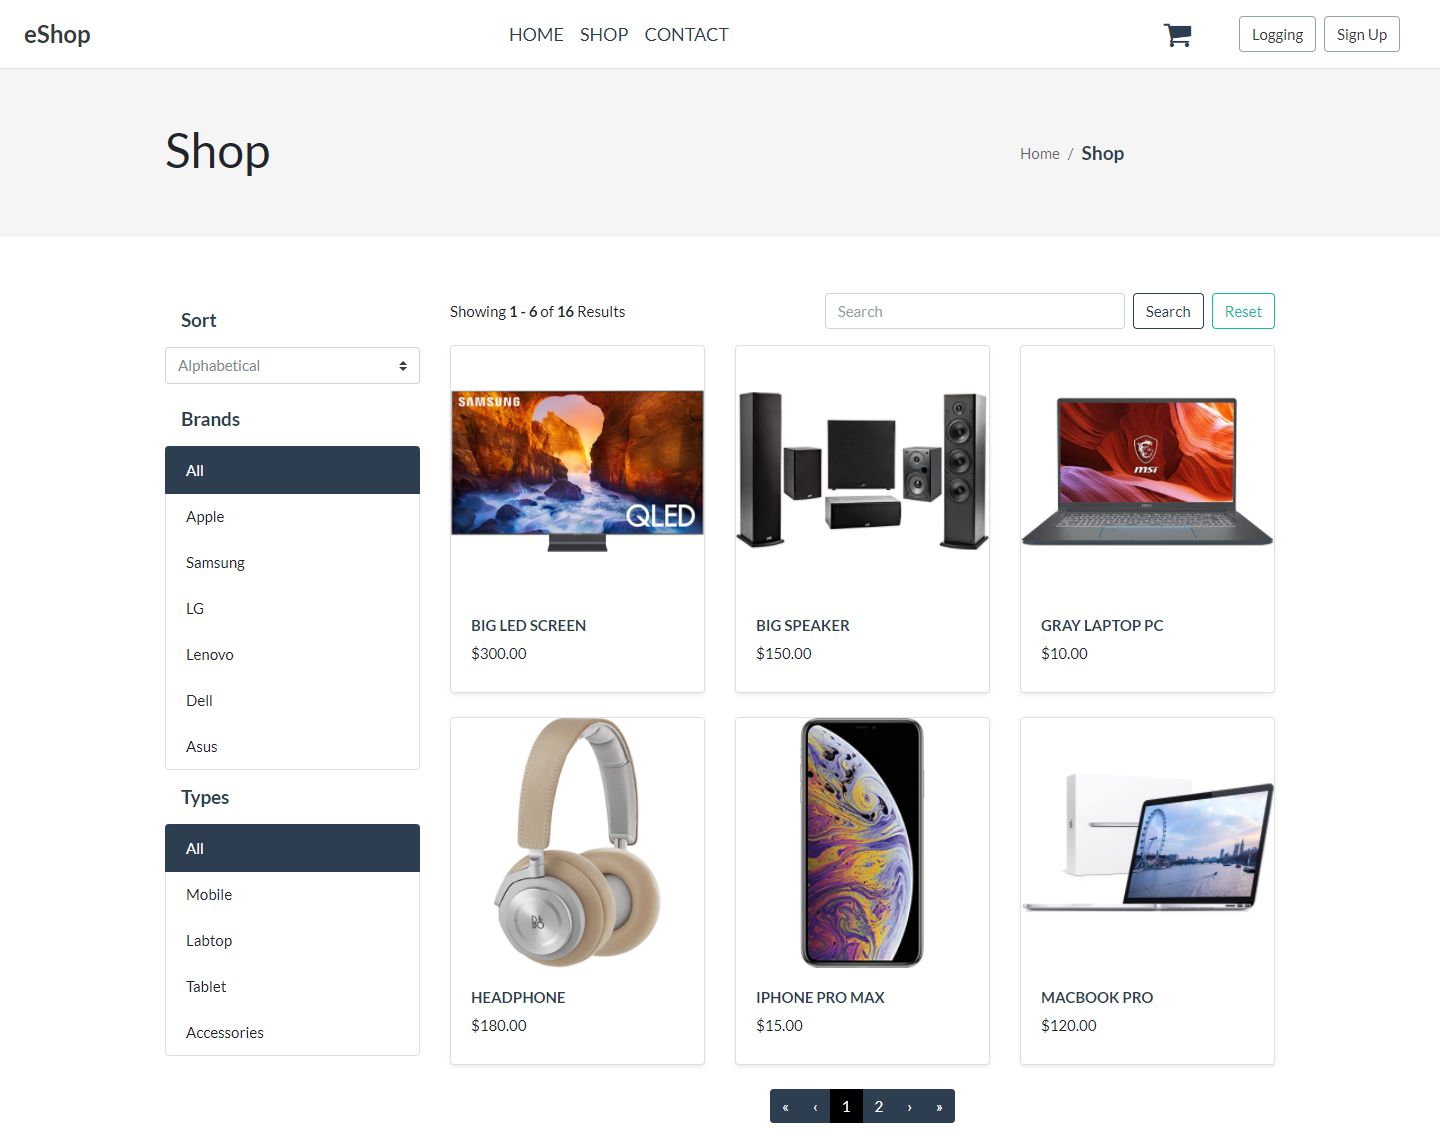 eShop
HOME SHOP CONTACT
Logging
Sign Up
Shop
Home / Shop
Sort
Alphabetical
Brands
All
Apple
Samsung
LG
Lenovo
Dell
Asus
Types
All
Mobile
Labtop
Tablet
Accessories
Showing 1 - 6 of 16 Results
Search
Search
Reset
SAMSUNG
QLED
BIG LED SCREEN
$300.00
BIG SPEAKER
$150.00
msi
GRAY LAPTOP PC
$10.00
HEADPHONE
$180.00
IPHONE PRO MAX
$15.00
MACBOOK PRO
$120.00
« ‹ 1 2 › »